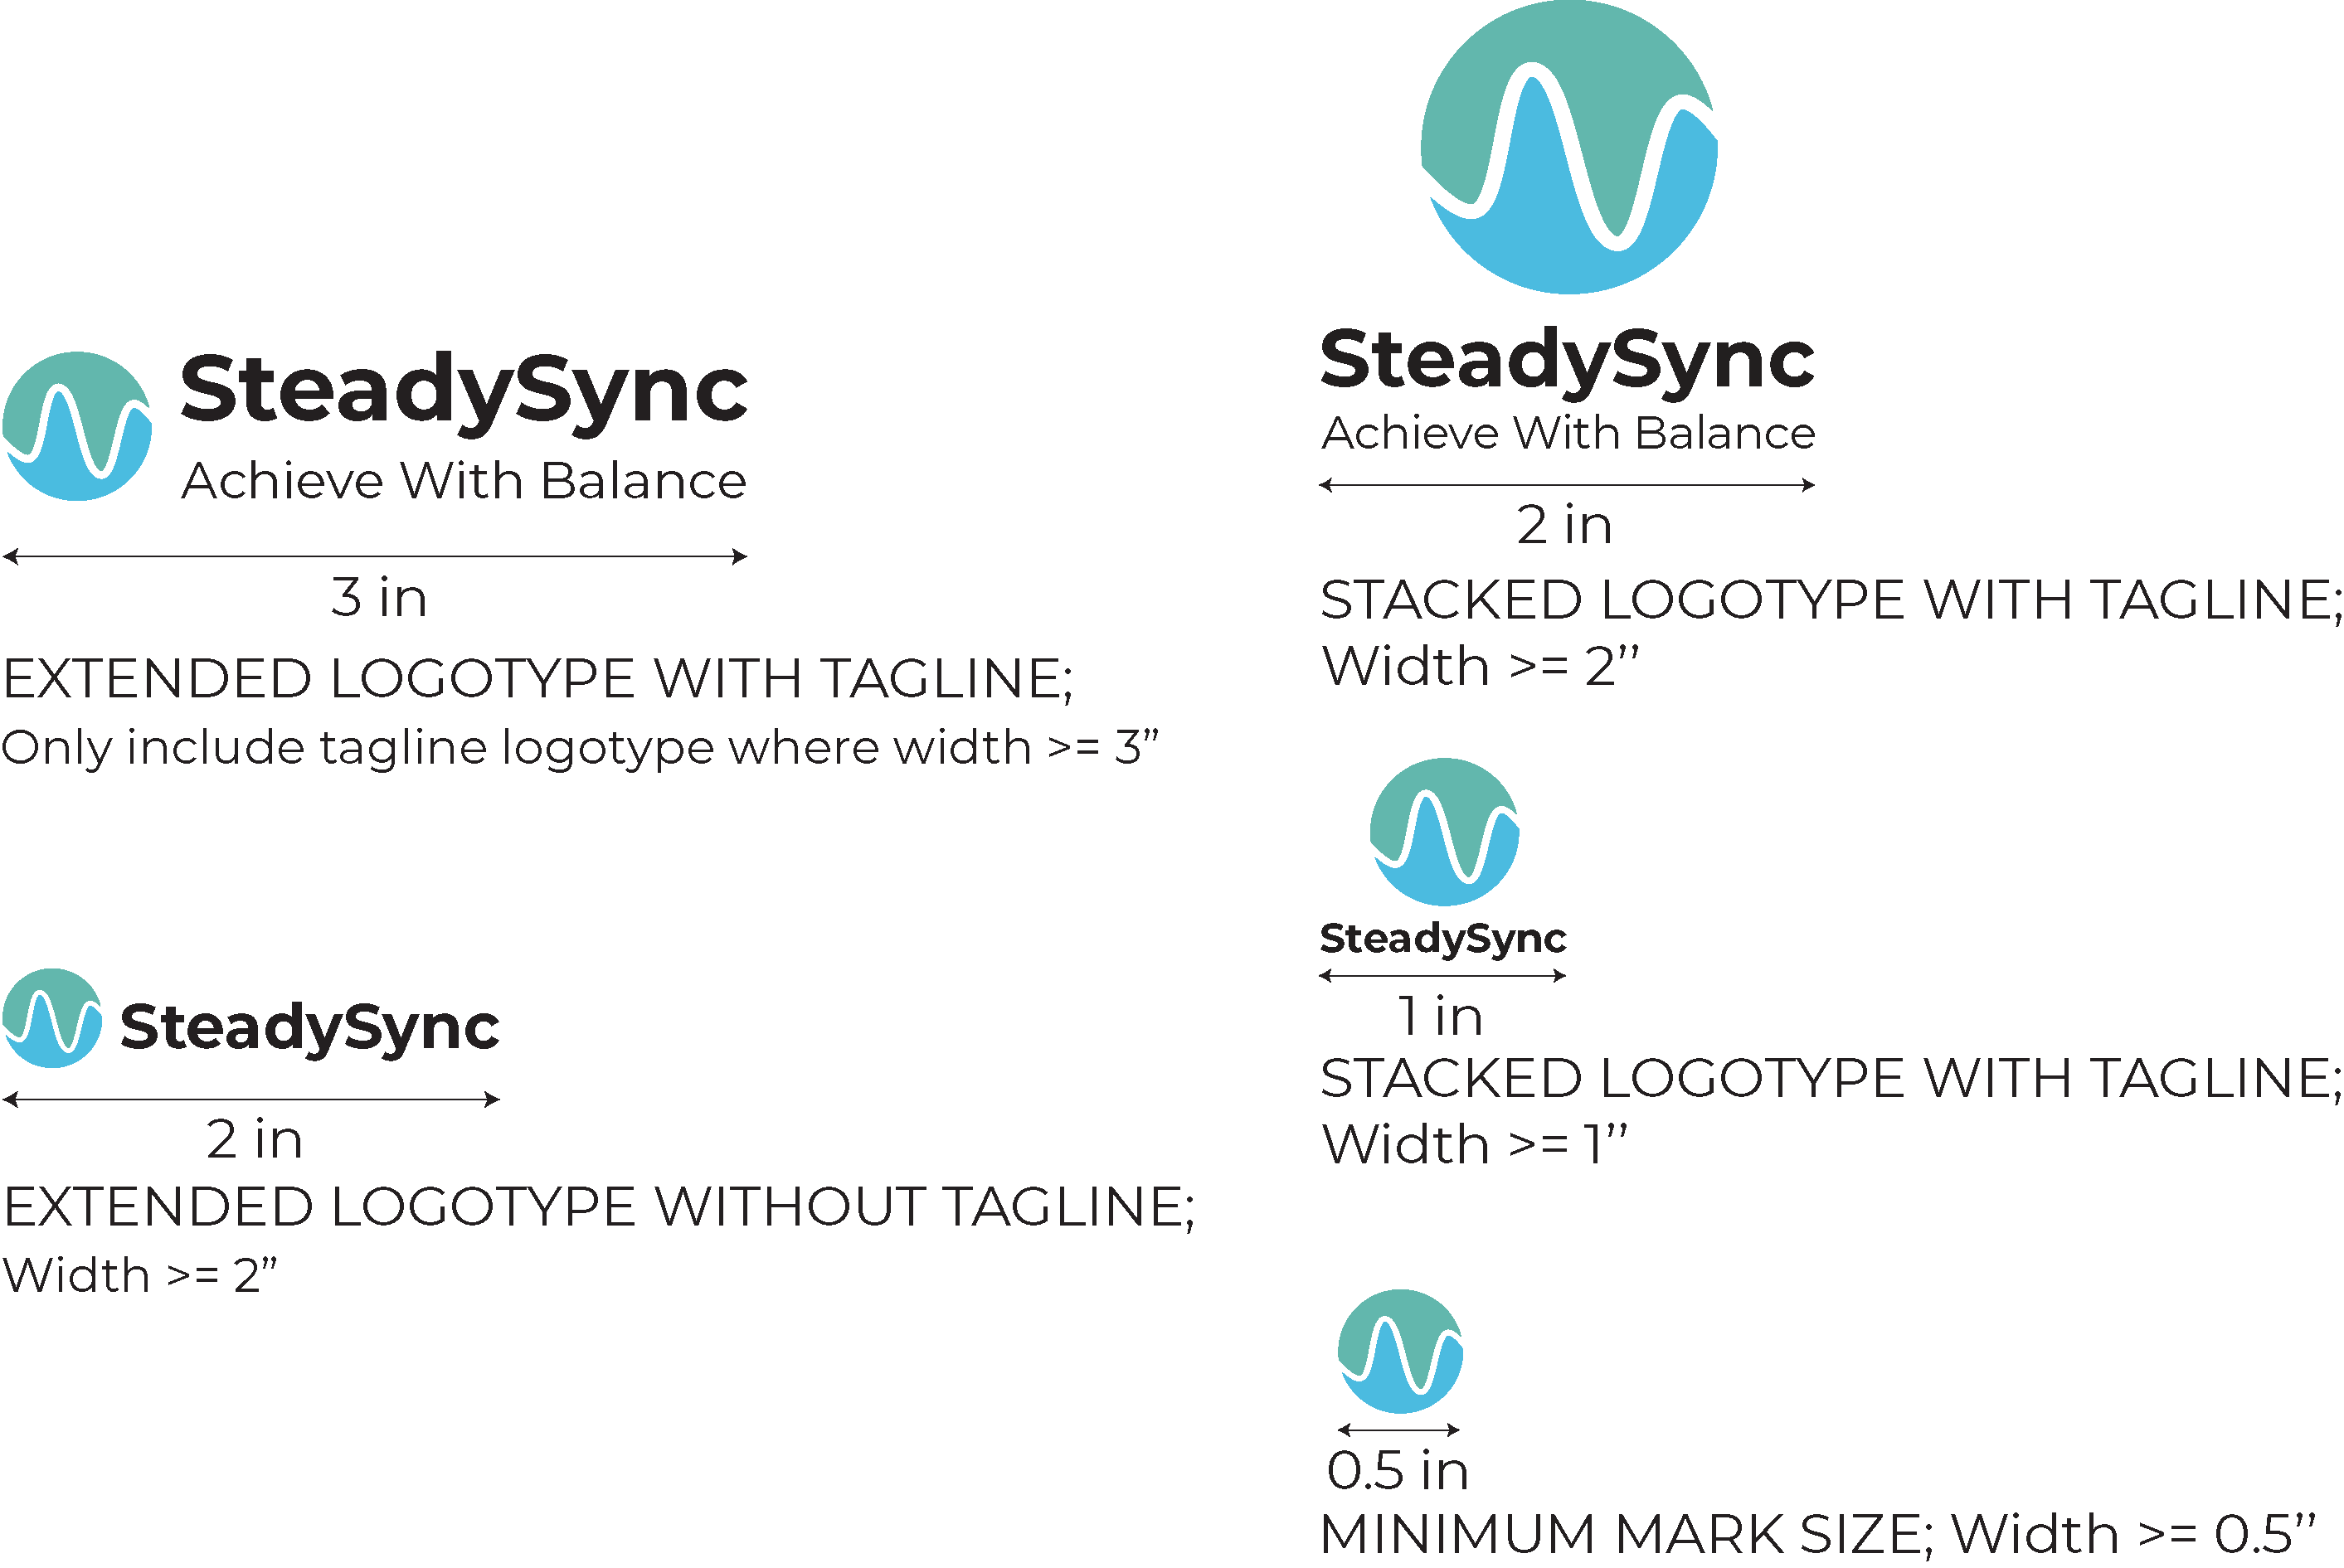 SteadySync
Achieve With Balance
3 in
EXTENDED LOGOTYPE WITH TAGLINE;
Only include tagline logotype where width >= 3”
SteadySync
2 in
EXTENDED LOGOTYPE WITHOUT TAGLINE;
Width >= 2”
SteadySync
Achieve With Balance
2 in
STACKED LOGOTYPE WITH TAGLINE;
Width >= 2”
SteadySync
1 in
STACKED LOGOTYPE WITH TAGLINE;
Width >= 1”
0.5 in
MINIMUM MARK SIZE; Width >= 0.5”